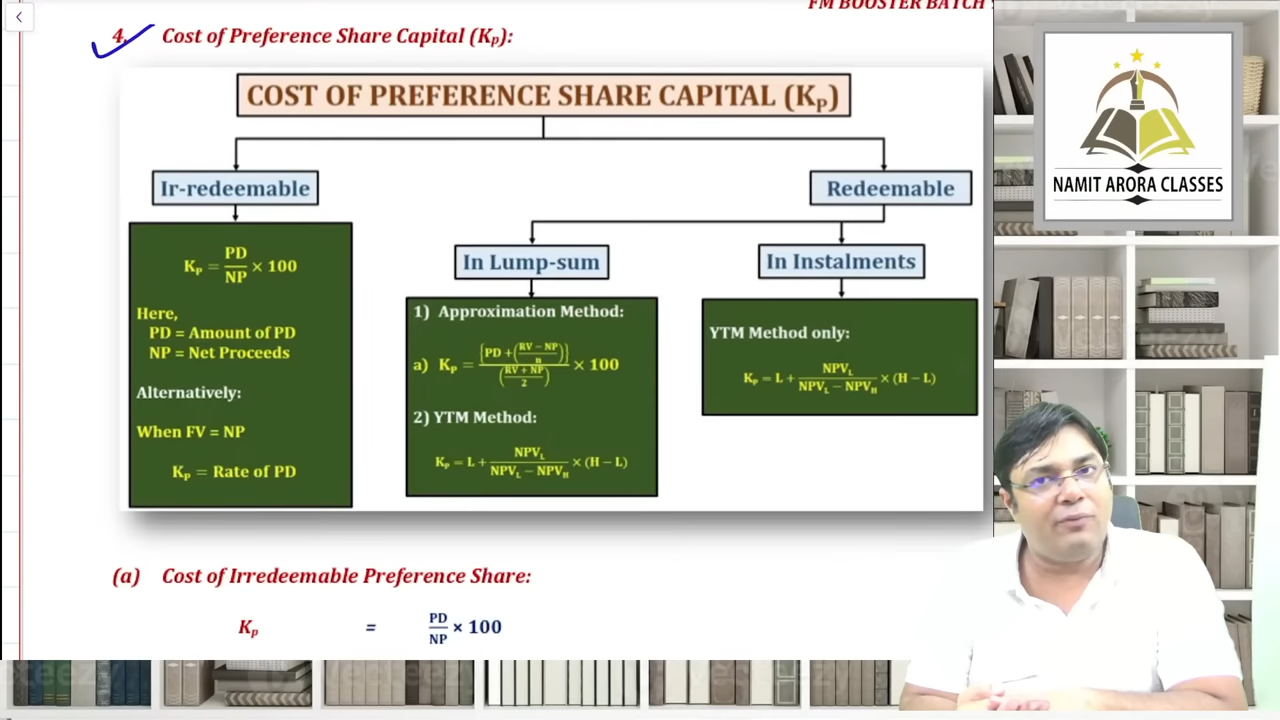 FM BOOSTER BATCH
4. Cost of Preference Share Capital (Kp):
COST OF PREFERENCE SHARE CAPITAL (KP)
Ir-redeemable
Redeemable
In Lump-sum
In Instalments
KP = PD/NP × 100
Here,
PD = Amount of PD
NP = Net Proceeds
Alternatively:
When FV = NP
KP = Rate of PD
1) Approximation Method:
a) KP = {PD + (RV − NP/n)}/(RV + NP/2) × 100
2) YTM Method:
KP = L + NPVL/NPVL − NPVH × (H − L)
YTM Method only:
KP = L + NPVL/NPVL − NPVH × (H − L)
(a) Cost of Irredeemable Preference Share:
Kp = PD/NP × 100
NAMIT ARORA CLASSES